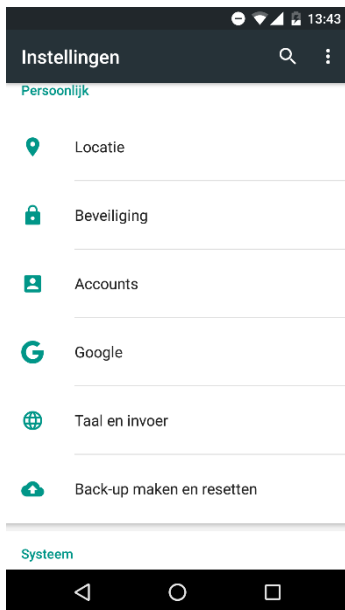 13:43
Instellingen
Persoonlijk
Locatie
Beveiliging
Accounts
Google
Taal en invoer
Back-up maken en resetten
Systeem